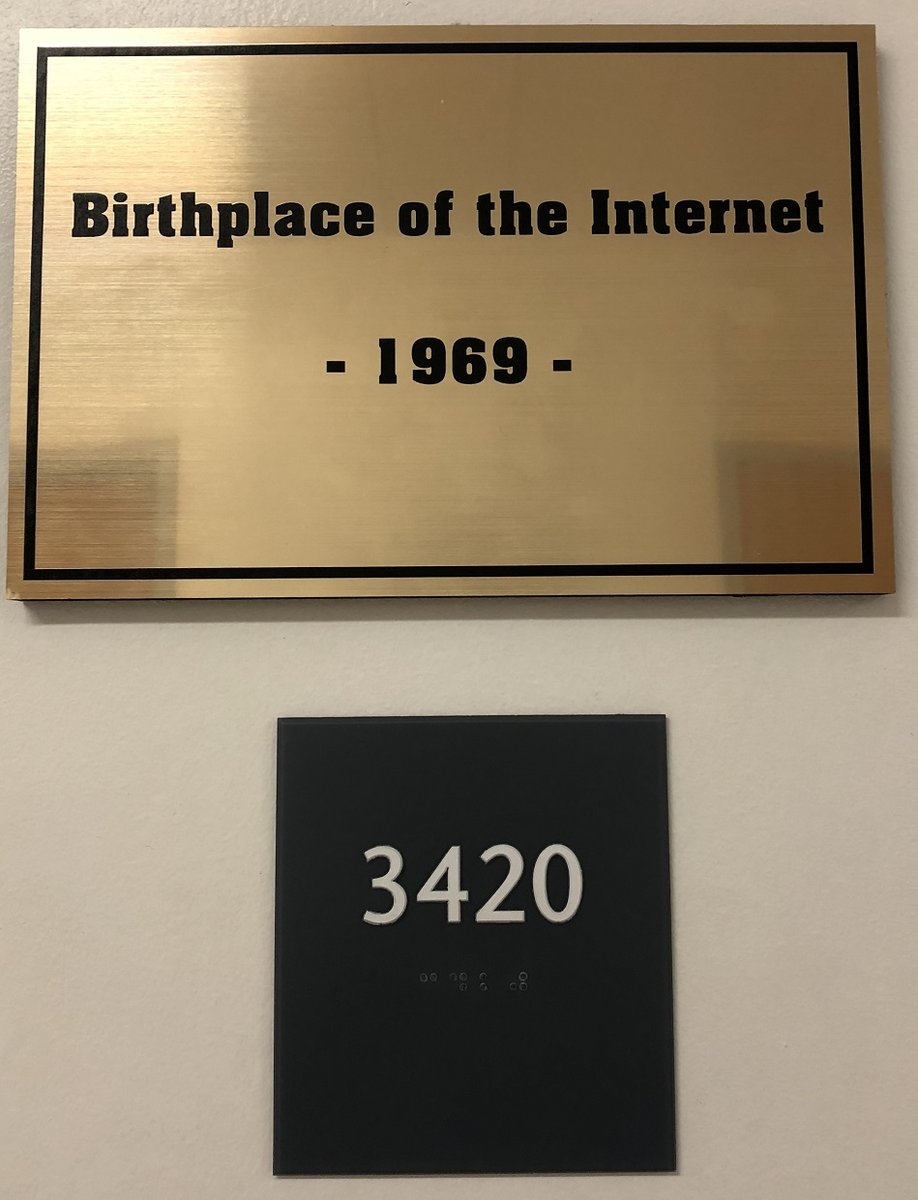 Birthplace of the Internet
- 1969 -
3420